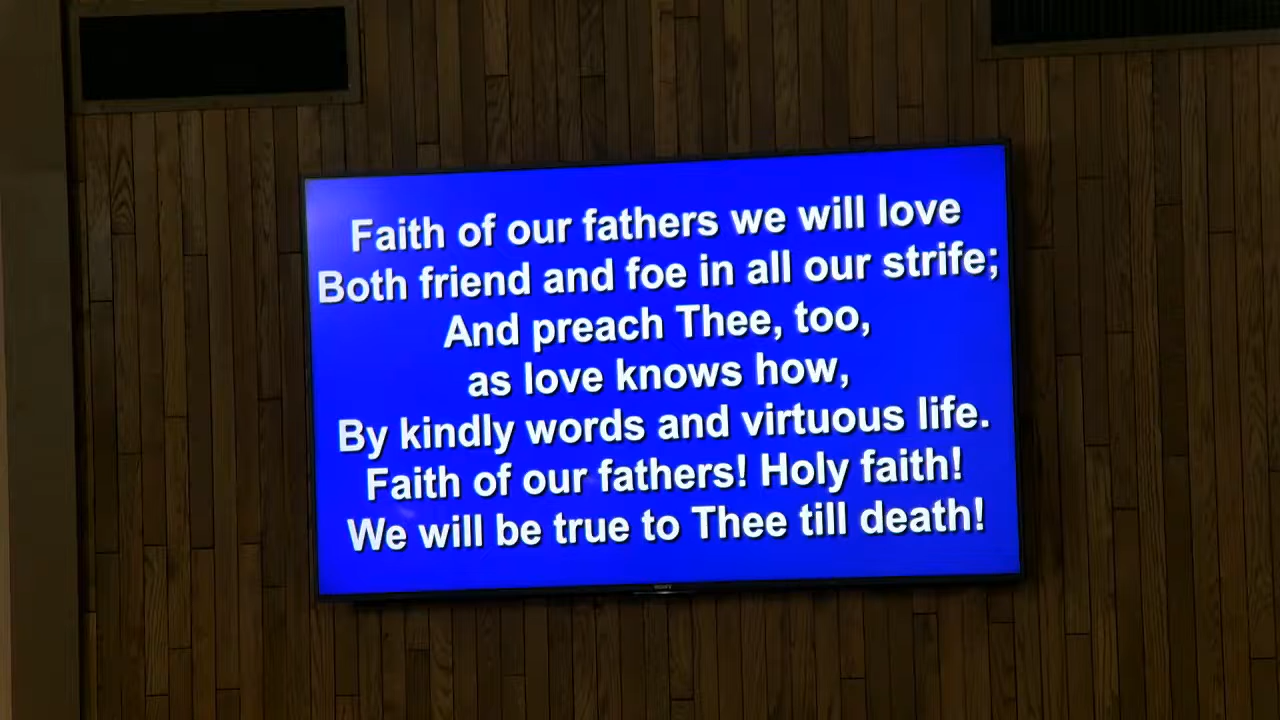 Faith of our fathers we will love
Both friend and foe in all our strife;
And preach Thee, too,
as love knows how,
By kindly words and virtuous life.
Faith of our fathers! Holy faith!
We will be true to Thee till death!
SONY